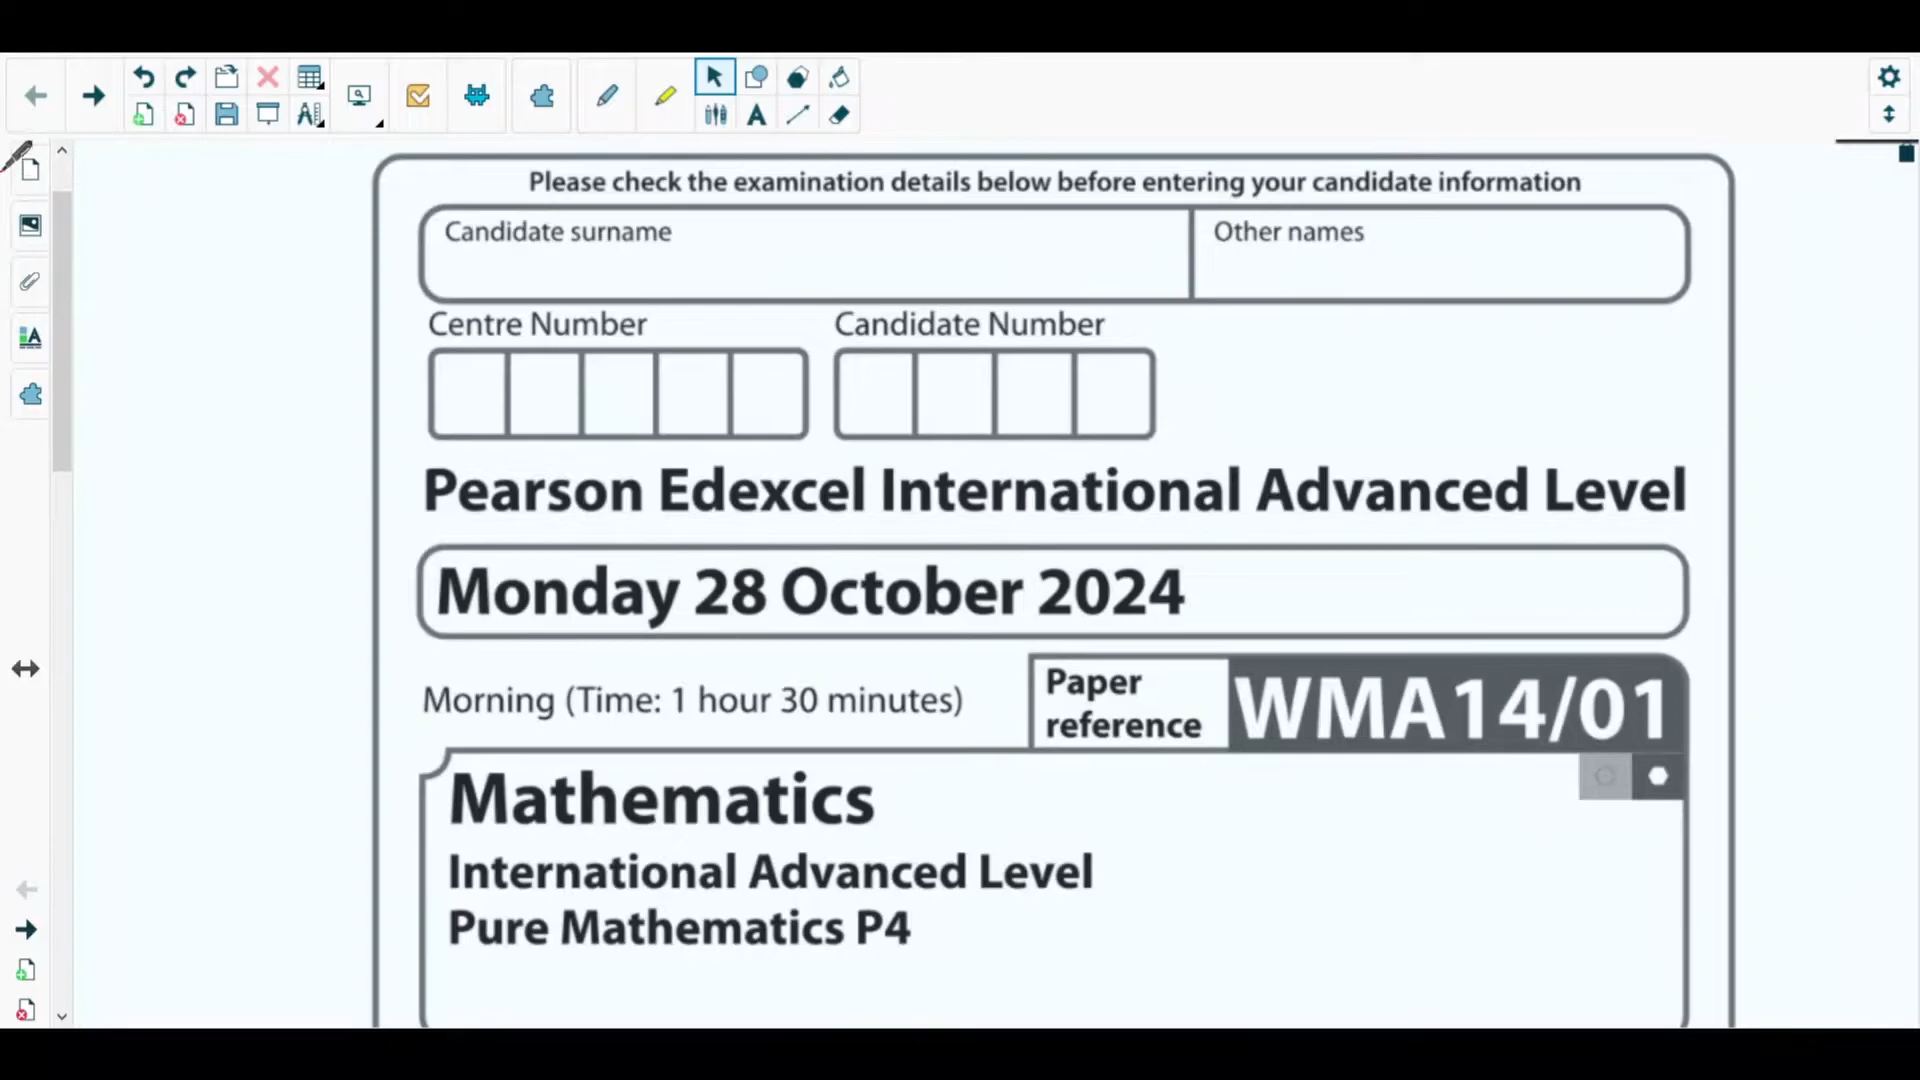 Please check the examination details below before entering your candidate information
Candidate surname
Other names
Centre Number
Candidate Number
Pearson Edexcel International Advanced Level
Monday 28 October 2024
Morning (Time: 1 hour 30 minutes)
Paper
reference
WMA14/01
Mathematics
International Advanced Level
Pure Mathematics P4